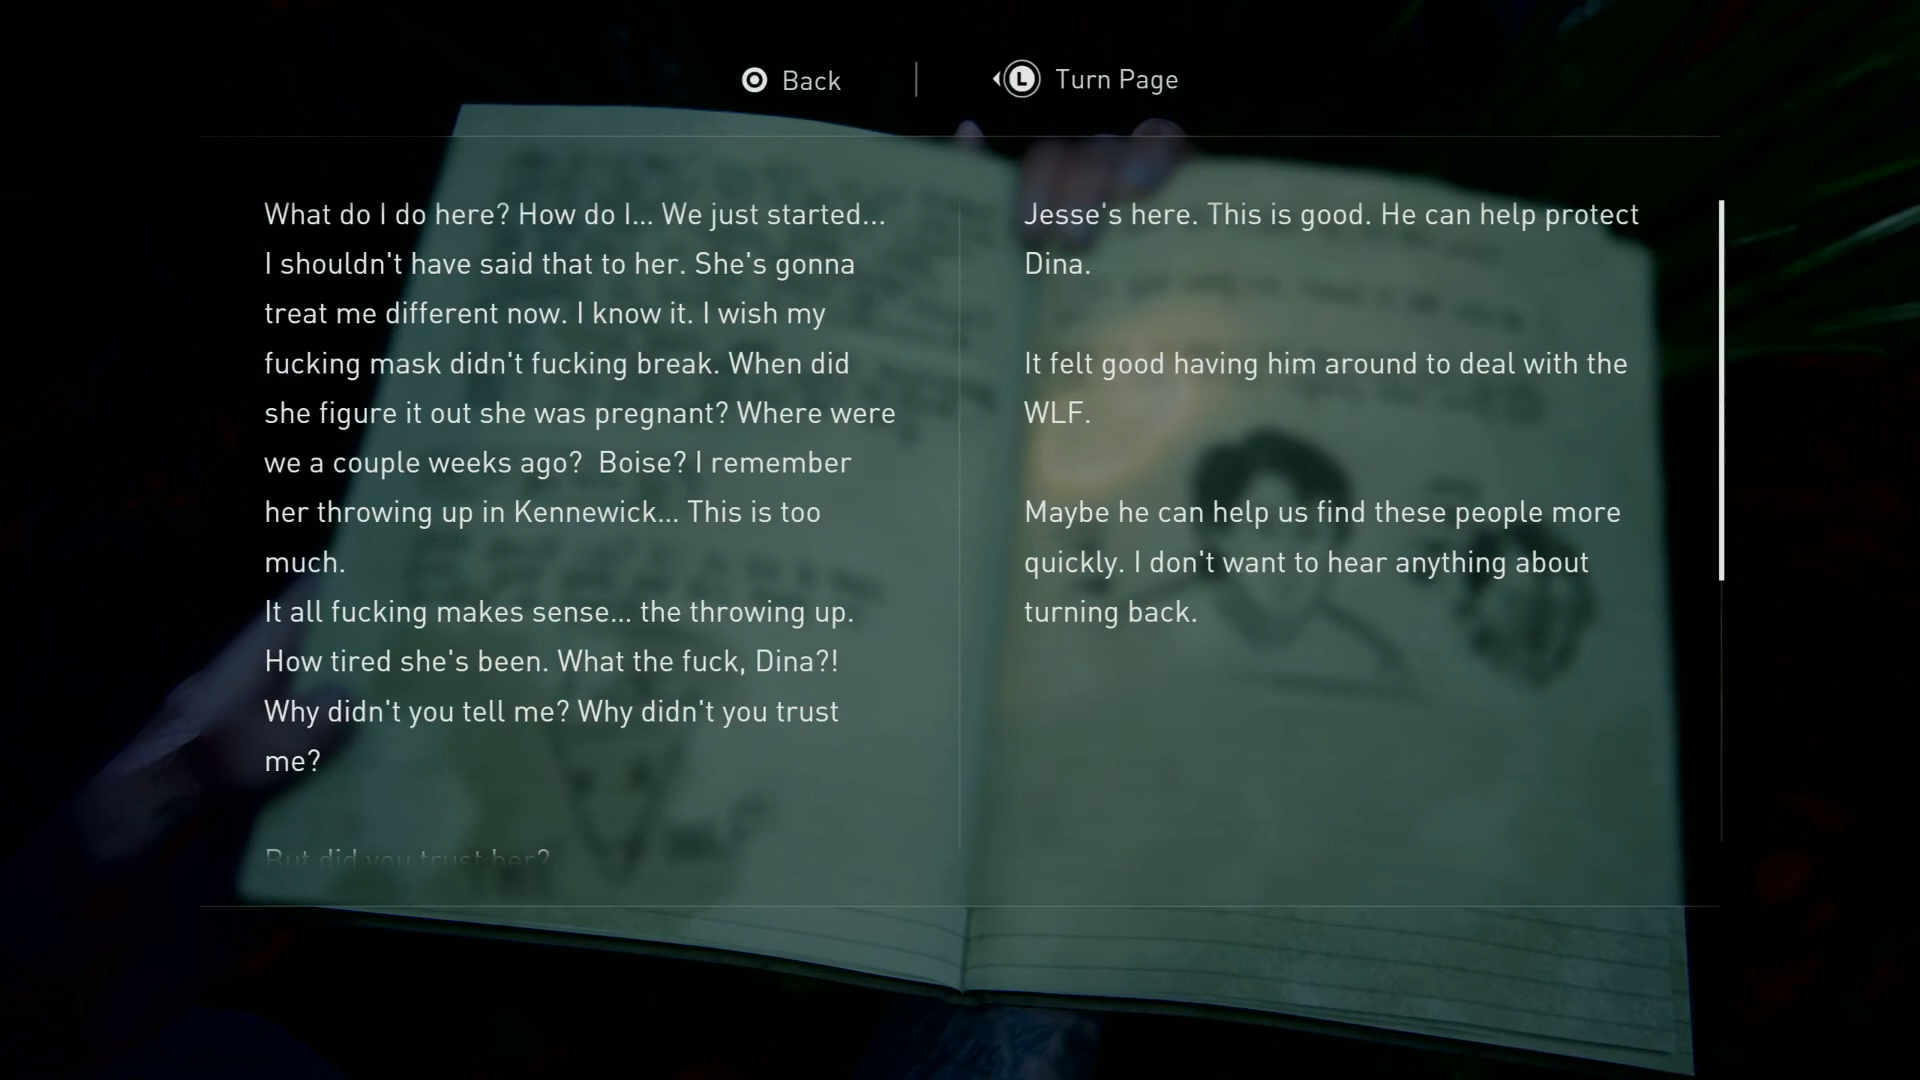 Back
L Turn Page
What do I do here? How do I... We just started...
I shouldn't have said that to her. She's gonna
treat me different now. I know it. I wish my
fucking mask didn't fucking break. When did
she figure it out she was pregnant? Where were
we a couple weeks ago?  Boise? I remember
her throwing up in Kennewick... This is too
much.
It all fucking makes sense... the throwing up.
How tired she's been. What the fuck, Dina?!
Why didn't you tell me? Why didn't you trust
me?
But did you trust her?
Jesse's here. This is good. He can help protect
Dina.
It felt good having him around to deal with the
WLF.
Maybe he can help us find these people more
quickly. I don't want to hear anything about
turning back.